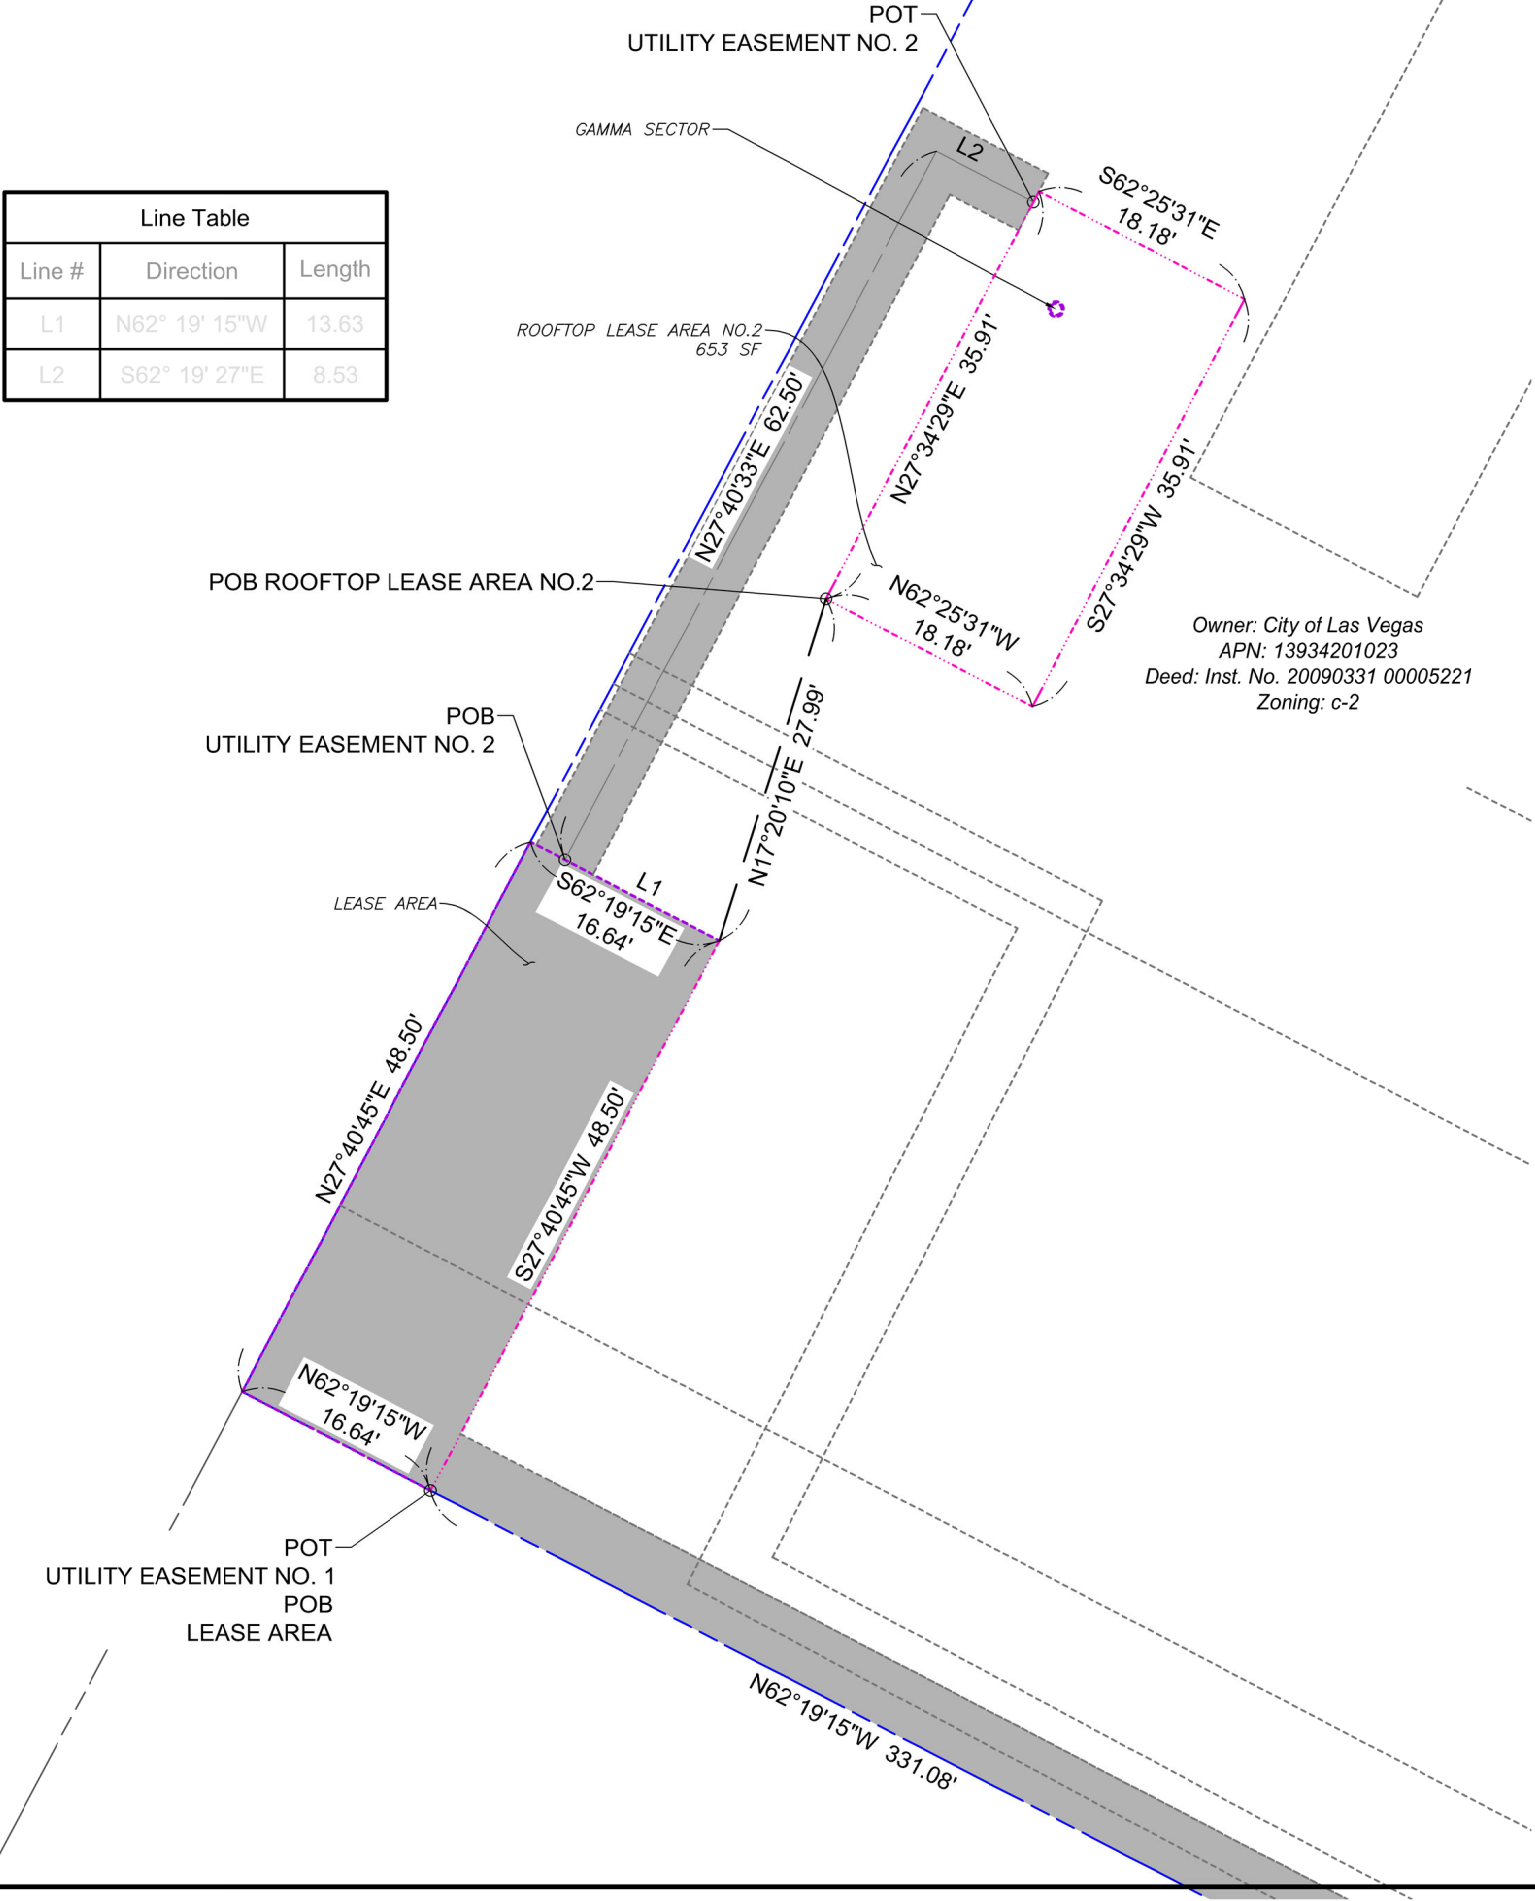 POT
UTILITY EASEMENT NO. 2
GAMMA SECTOR
L2
S62°25'31"E
18.18'
Line Table
Line # Direction Length
L1 N62° 19' 15"W 13.63
L2 S62° 19' 27"E 8.53
ROOFTOP LEASE AREA NO.2
653 SF
N27°34'29"E 35.91'
N27°40'33"E 62.50'
S27°34'29"W 35.91'
POB ROOFTOP LEASE AREA NO.2
N62°25'31"W
18.18'
Owner: City of Las Vegas
APN: 13934201023
Deed: Inst. No. 20090331 00005221
Zoning: c-2
POB
UTILITY EASEMENT NO. 2
N17°20'10"E 27.99'
L1
S62°19'15"E
16.64'
LEASE AREA
N27°40'45"E 48.50'
S27°40'45"W 48.50'
N62°19'15"W
16.64'
POT
UTILITY EASEMENT NO. 1
POB
LEASE AREA
N62°19'15"W 331.08'